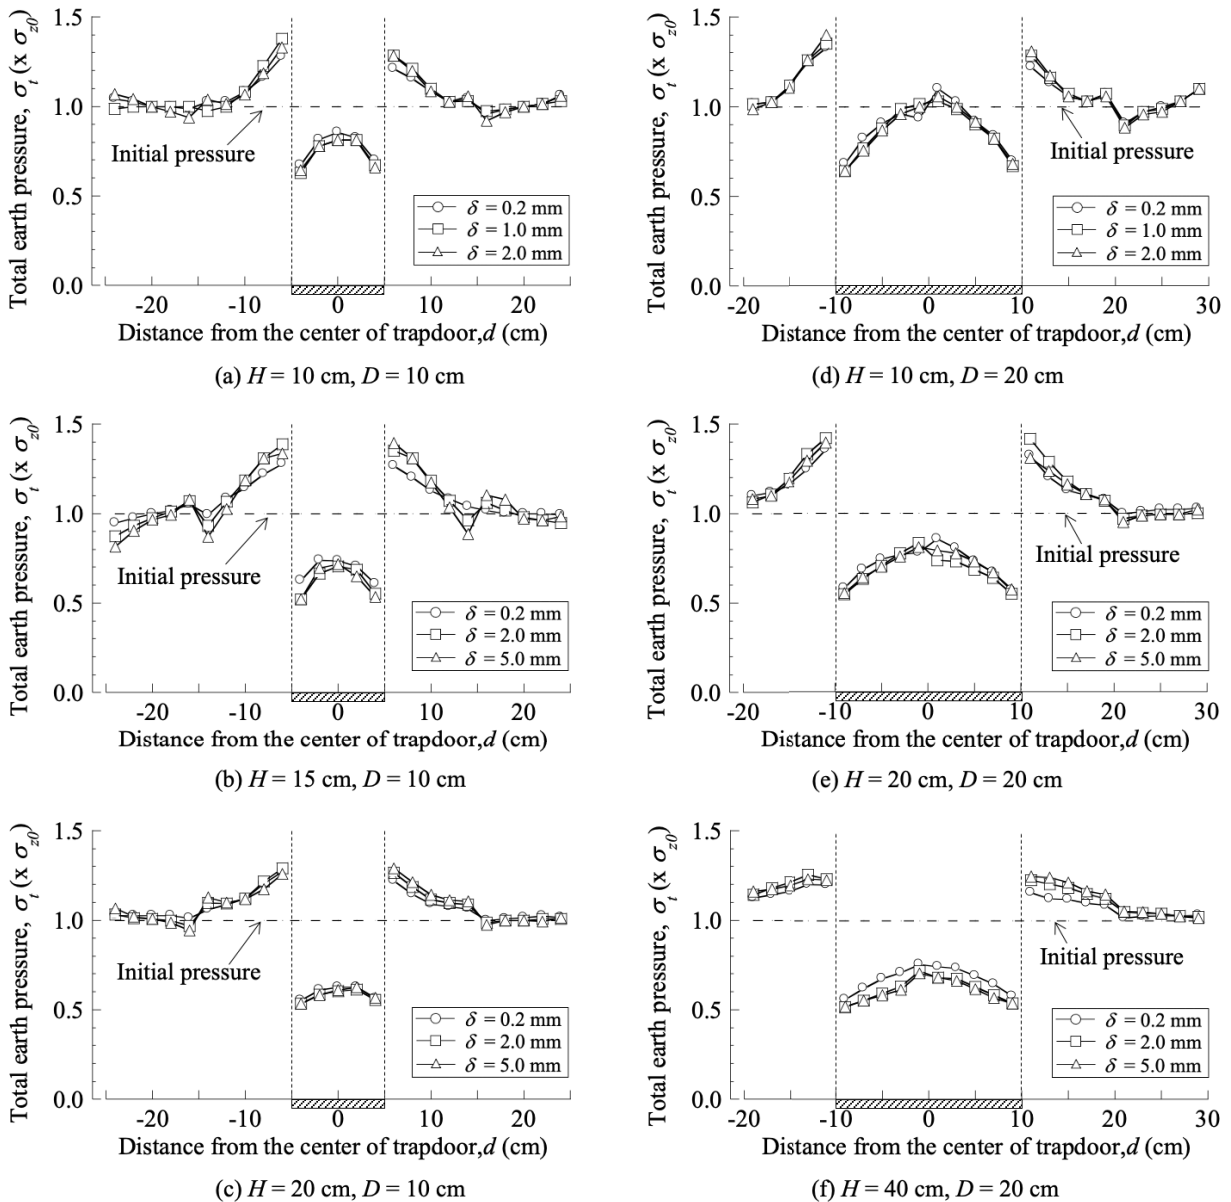 Total earth pressure, σt (x σz0)
1.5
1.0
0.5
0.0
Initial pressure
δ = 0.2 mm
δ = 1.0 mm
δ = 2.0 mm
-20 -10 0 10 20
Distance from the center of trapdoor,d (cm)
(a) H = 10 cm, D = 10 cm
Total earth pressure, σt (x σz0)
1.5
1.0
0.5
0.0
Initial pressure
δ = 0.2 mm
δ = 1.0 mm
δ = 2.0 mm
-20 -10 0 10 20 30
Distance from the center of trapdoor,d (cm)
(d) H = 10 cm, D = 20 cm
Total earth pressure, σt (x σz0)
1.5
1.0
0.5
0.0
Initial pressure
δ = 0.2 mm
δ = 2.0 mm
δ = 5.0 mm
-20 -10 0 10 20
Distance from the center of trapdoor,d (cm)
(b) H = 15 cm, D = 10 cm
Total earth pressure, σt (x σz0)
1.5
1.0
0.5
0.0
Initial pressure
δ = 0.2 mm
δ = 2.0 mm
δ = 5.0 mm
-20 -10 0 10 20 30
Distance from the center of trapdoor,d (cm)
(e) H = 20 cm, D = 20 cm
Total earth pressure, σt (x σz0)
1.5
1.0
0.5
0.0
Initial pressure
δ = 0.2 mm
δ = 2.0 mm
δ = 5.0 mm
-20 -10 0 10 20
Distance from the center of trapdoor,d (cm)
(c) H = 20 cm, D = 10 cm
Total earth pressure, σt (x σz0)
1.5
1.0
0.5
0.0
Initial pressure
δ = 0.2 mm
δ = 2.0 mm
δ = 5.0 mm
-20 -10 0 10 20 30
Distance from the center of trapdoor,d (cm)
(f) H = 40 cm, D = 20 cm